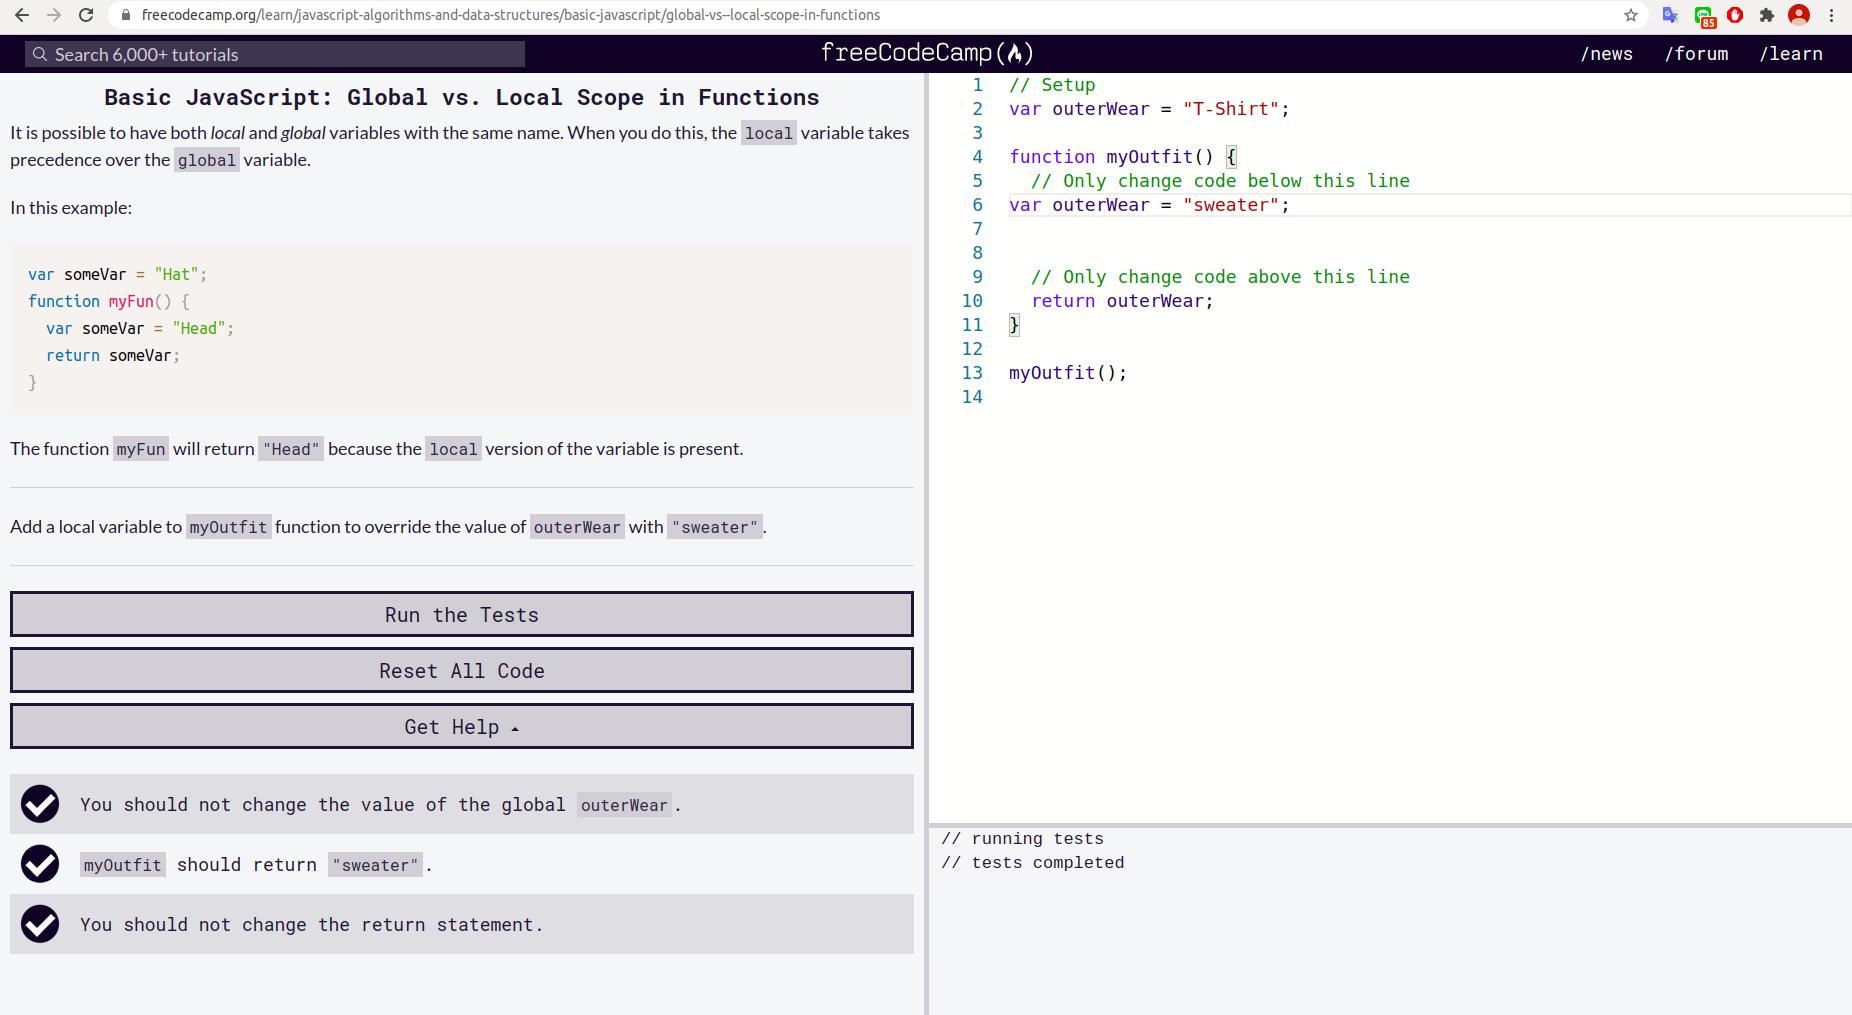 freecodecamp.org/learn/javascript-algorithms-and-data-structures/basic-javascript/global-vs--local-scope-in-functions
85
Search 6,000+ tutorials
freeCodeCamp(🔥)
/news /forum /learn
Basic JavaScript: Global vs. Local Scope in Functions
It is possible to have both local and global variables with the same name. When you do this, the local variable takes
precedence over the global variable.
In this example:
var someVar = "Hat";
function myFun() {
  var someVar = "Head";
  return someVar;
}
The function myFun will return "Head" because the local version of the variable is present.
Add a local variable to myOutfit function to override the value of outerWear with "sweater".
Run the Tests
Reset All Code
Get Help
You should not change the value of the global outerWear.
myOutfit should return "sweater".
You should not change the return statement.
1 // Setup
2 var outerWear = "T-Shirt";
3
4 function myOutfit() {
5   // Only change code below this line
6 var outerWear = "sweater";
7
8
9   // Only change code above this line
10   return outerWear;
11 }
12
13 myOutfit();
14
// running tests
// tests completed